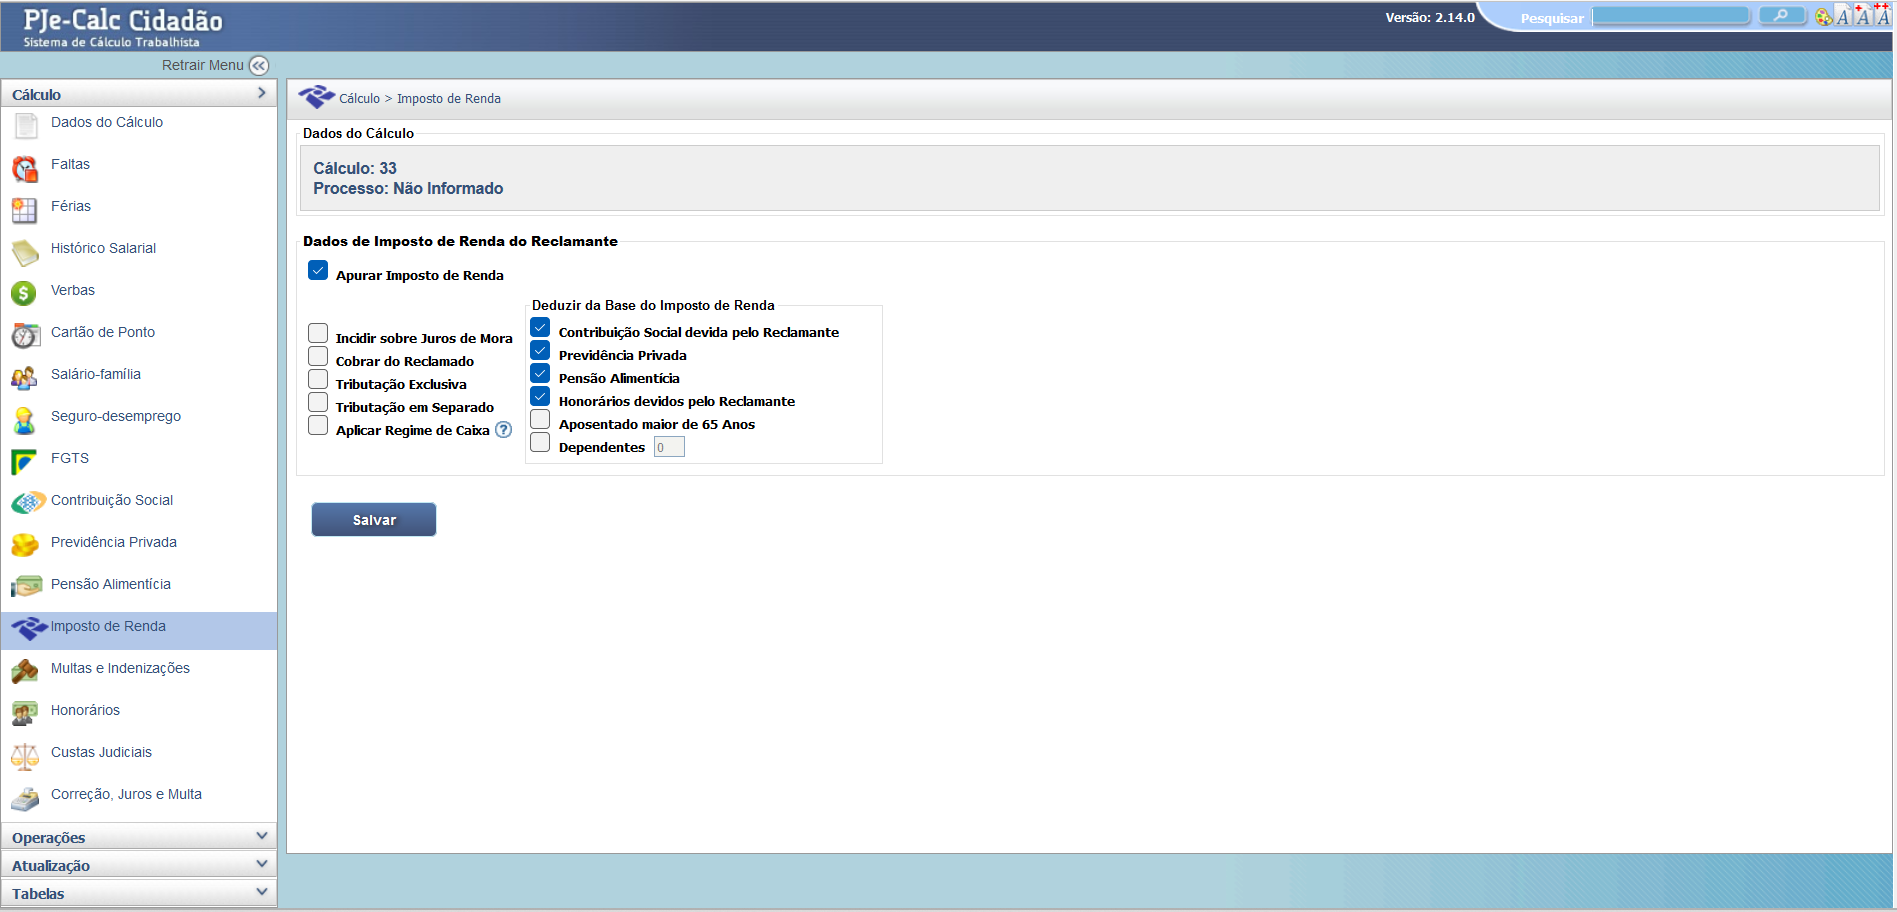 PJe-Calc Cidadão
Sistema de Cálculo Trabalhista
Versão: 2.14.0
Pesquisar
Retrair Menu
Cálculo
Dados do Cálculo
Faltas
Férias
Histórico Salarial
Verbas
Cartão de Ponto
Salário-família
Seguro-desemprego
FGTS
Contribuição Social
Previdência Privada
Pensão Alimentícia
Imposto de Renda
Multas e Indenizações
Honorários
Custas Judiciais
Correção, Juros e Multa
Operações
Atualização
Tabelas
Cálculo > Imposto de Renda
Dados do Cálculo
Cálculo: 33
Processo: Não Informado
Dados de Imposto de Renda do Reclamante
Apurar Imposto de Renda
Incidir sobre Juros de Mora
Cobrar do Reclamado
Tributação Exclusiva
Tributação em Separado
Aplicar Regime de Caixa ?
Deduzir da Base do Imposto de Renda
Contribuição Social devida pelo Reclamante
Previdência Privada
Pensão Alimentícia
Honorários devidos pelo Reclamante
Aposentado maior de 65 Anos
Dependentes 0
Salvar